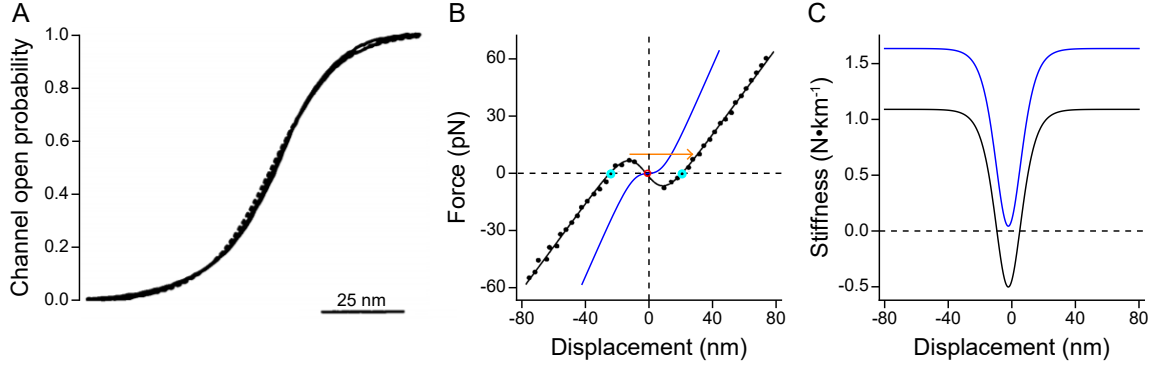 A
Channel open probability
1.0
0.8
0.6
0.4
0.2
0.0
25 nm
B
Force (pN)
60
30
0
-30
-60
-80
-40
0
40
80
Displacement (nm)
C
Stiffness (N•km⁻¹)
1.5
1.0
0.5
0.0
-0.5
-80
-40
0
40
80
Displacement (nm)